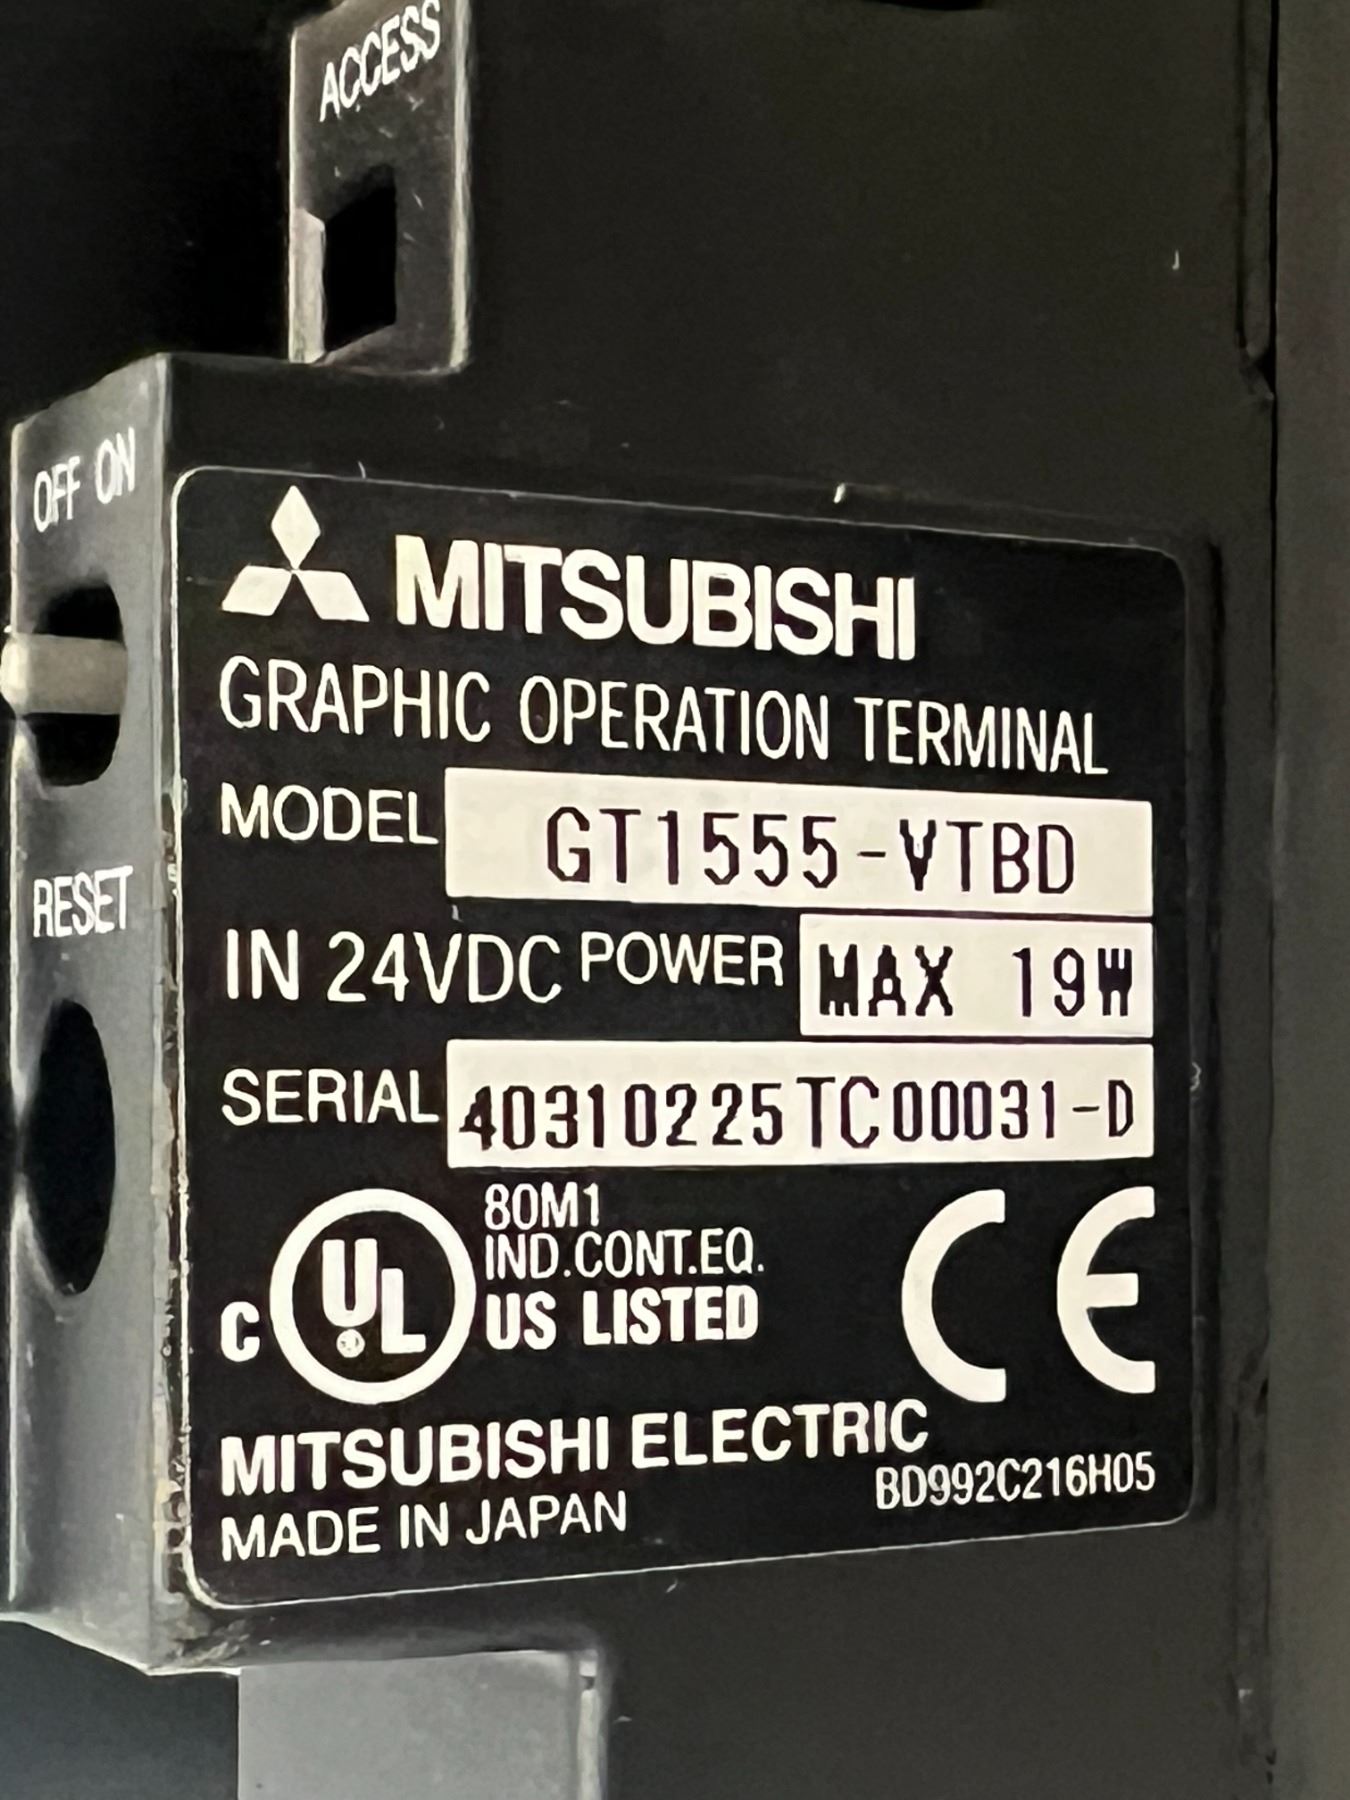 ACCESS
OFF ON
RESET
MITSUBISHI
GRAPHIC OPERATION TERMINAL
MODEL GT1555-VTBD
IN 24VDC POWER MAX 19W
SERIAL 40310225TC00031-D
80M1
IND.CONT.EQ.
C UL US LISTED
CE
MITSUBISHI ELECTRIC
BD992C216H05
MADE IN JAPAN